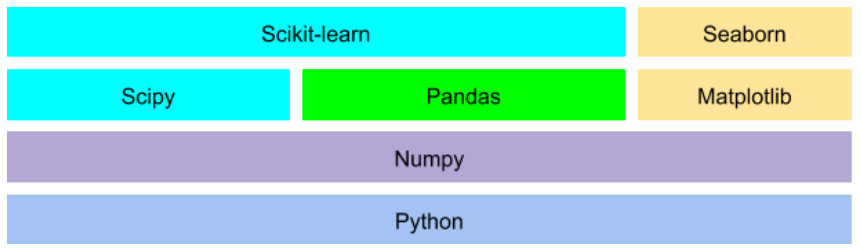 Scikit-learn
Seaborn
Scipy
Pandas
Matplotlib
Numpy
Python